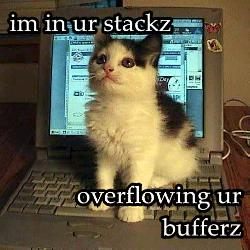 im in ur stackz
overflowing ur
bufferz